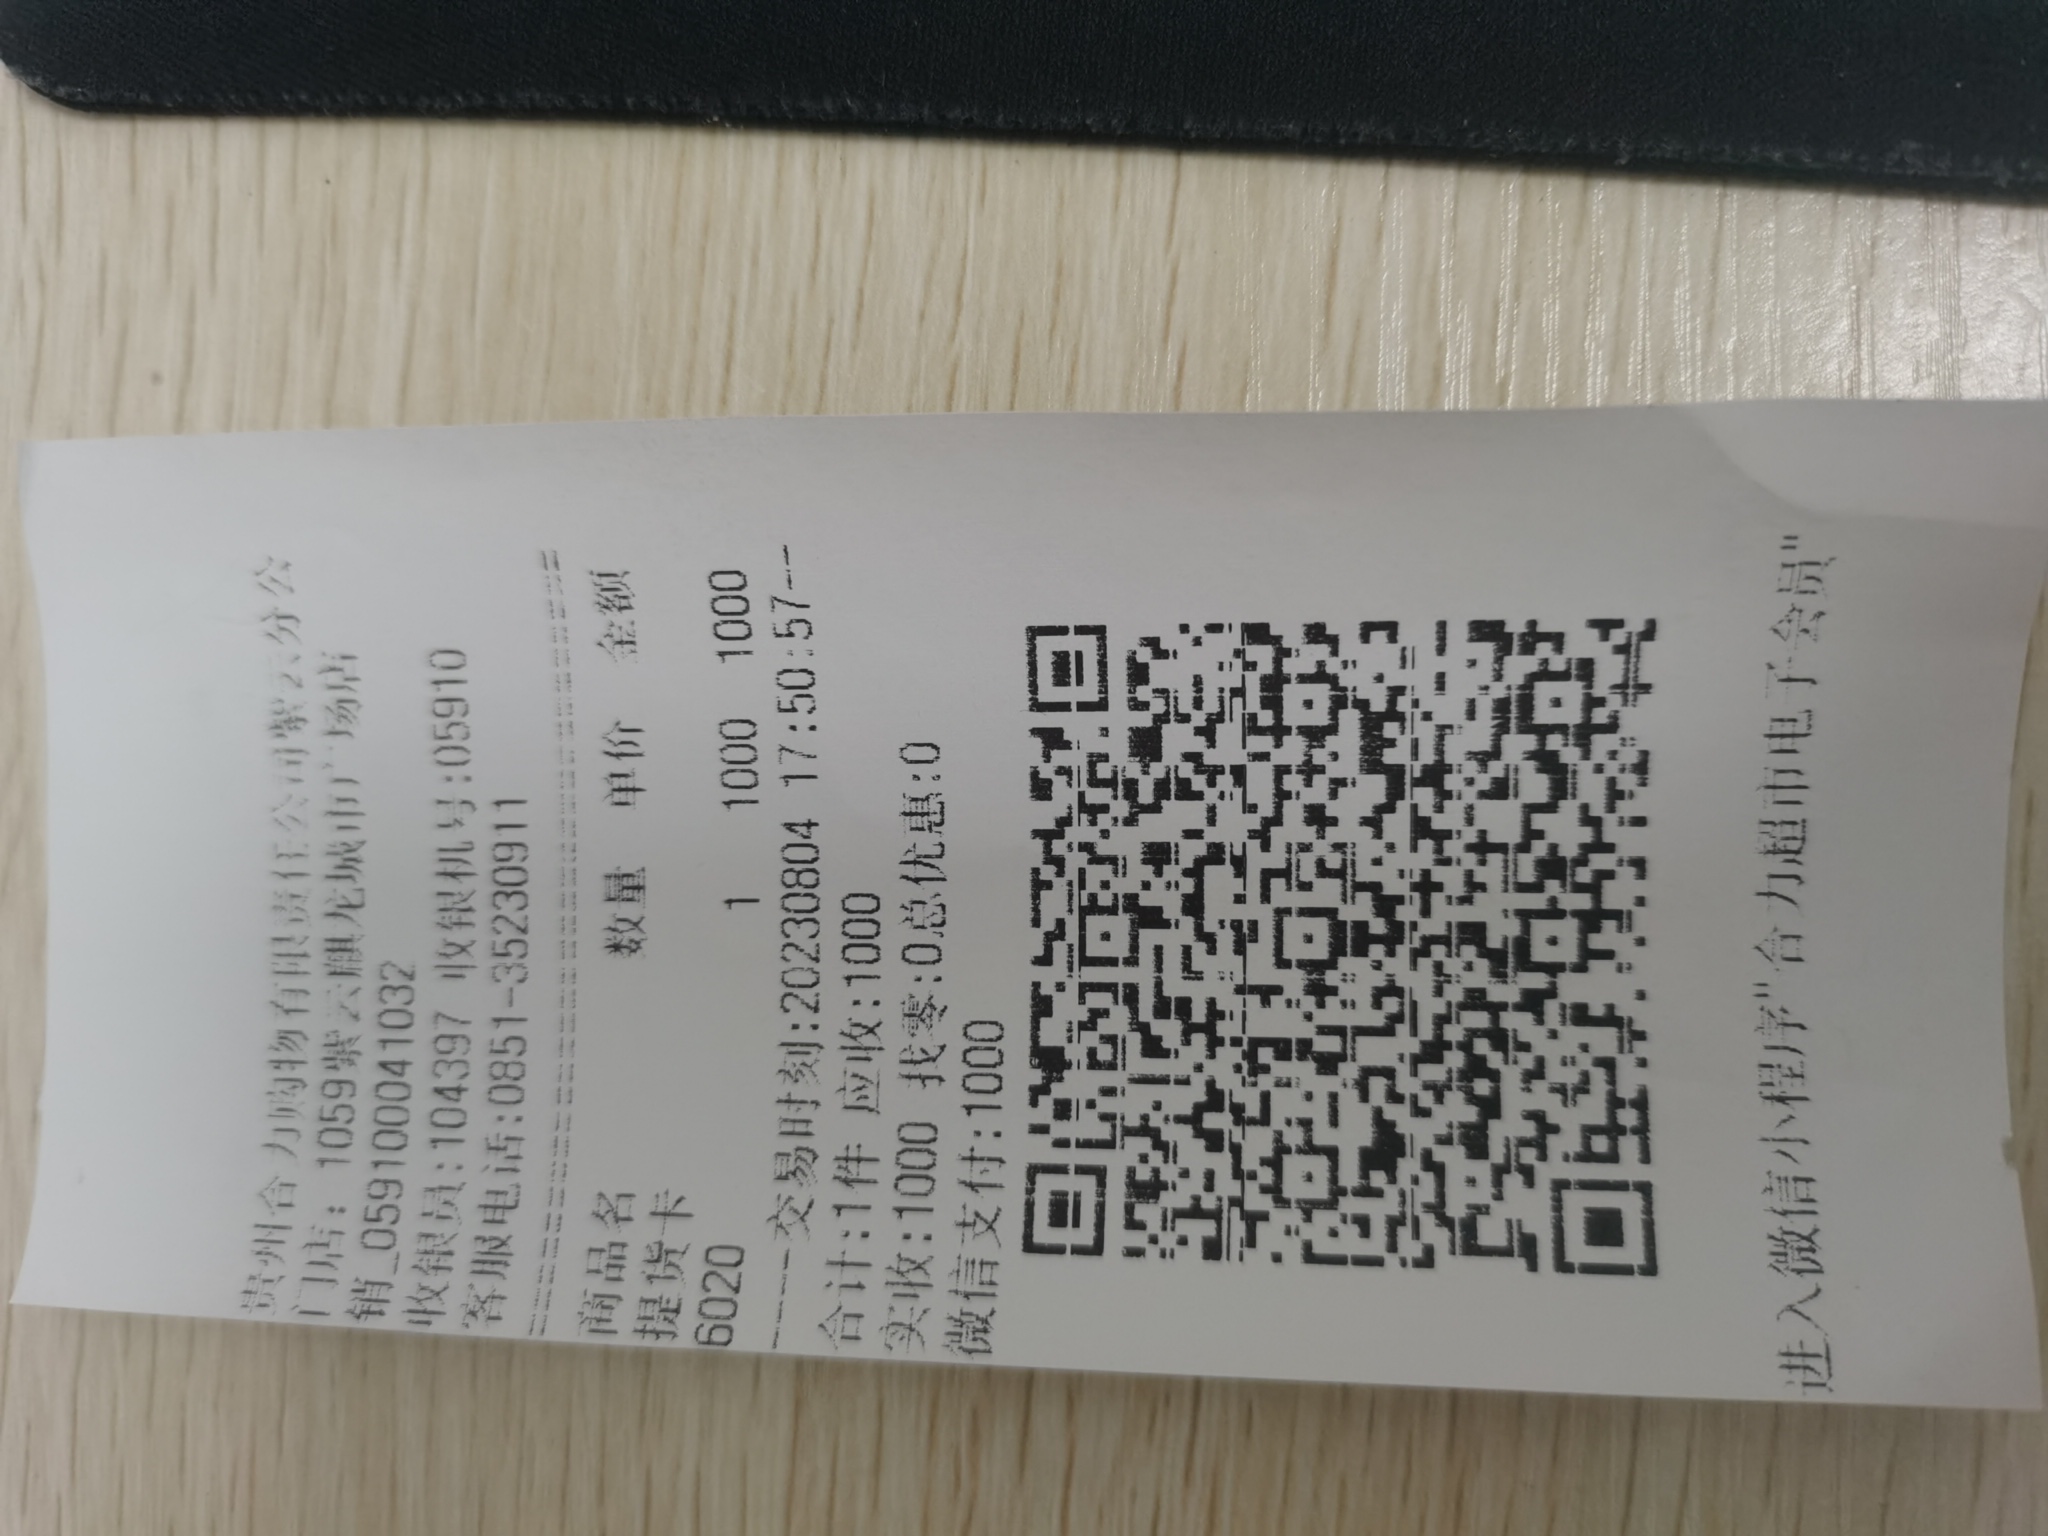 贵州合力购物有限责任公司紫云分公
门店: 1059紫云麒龙城市广场店
销_0591000041032
收银员:104397 收银机号:05910
客服电话:0851-35230911
================================
商品名 数量 单价 金额
提货卡
6020 1 1000 1000
----交易时刻:20230804 17:50:57--
合计:1件 应收:1000
实收:1000 找零:0总优惠:0
微信支付:1000
进入微信小程序"合力超市电子会员"